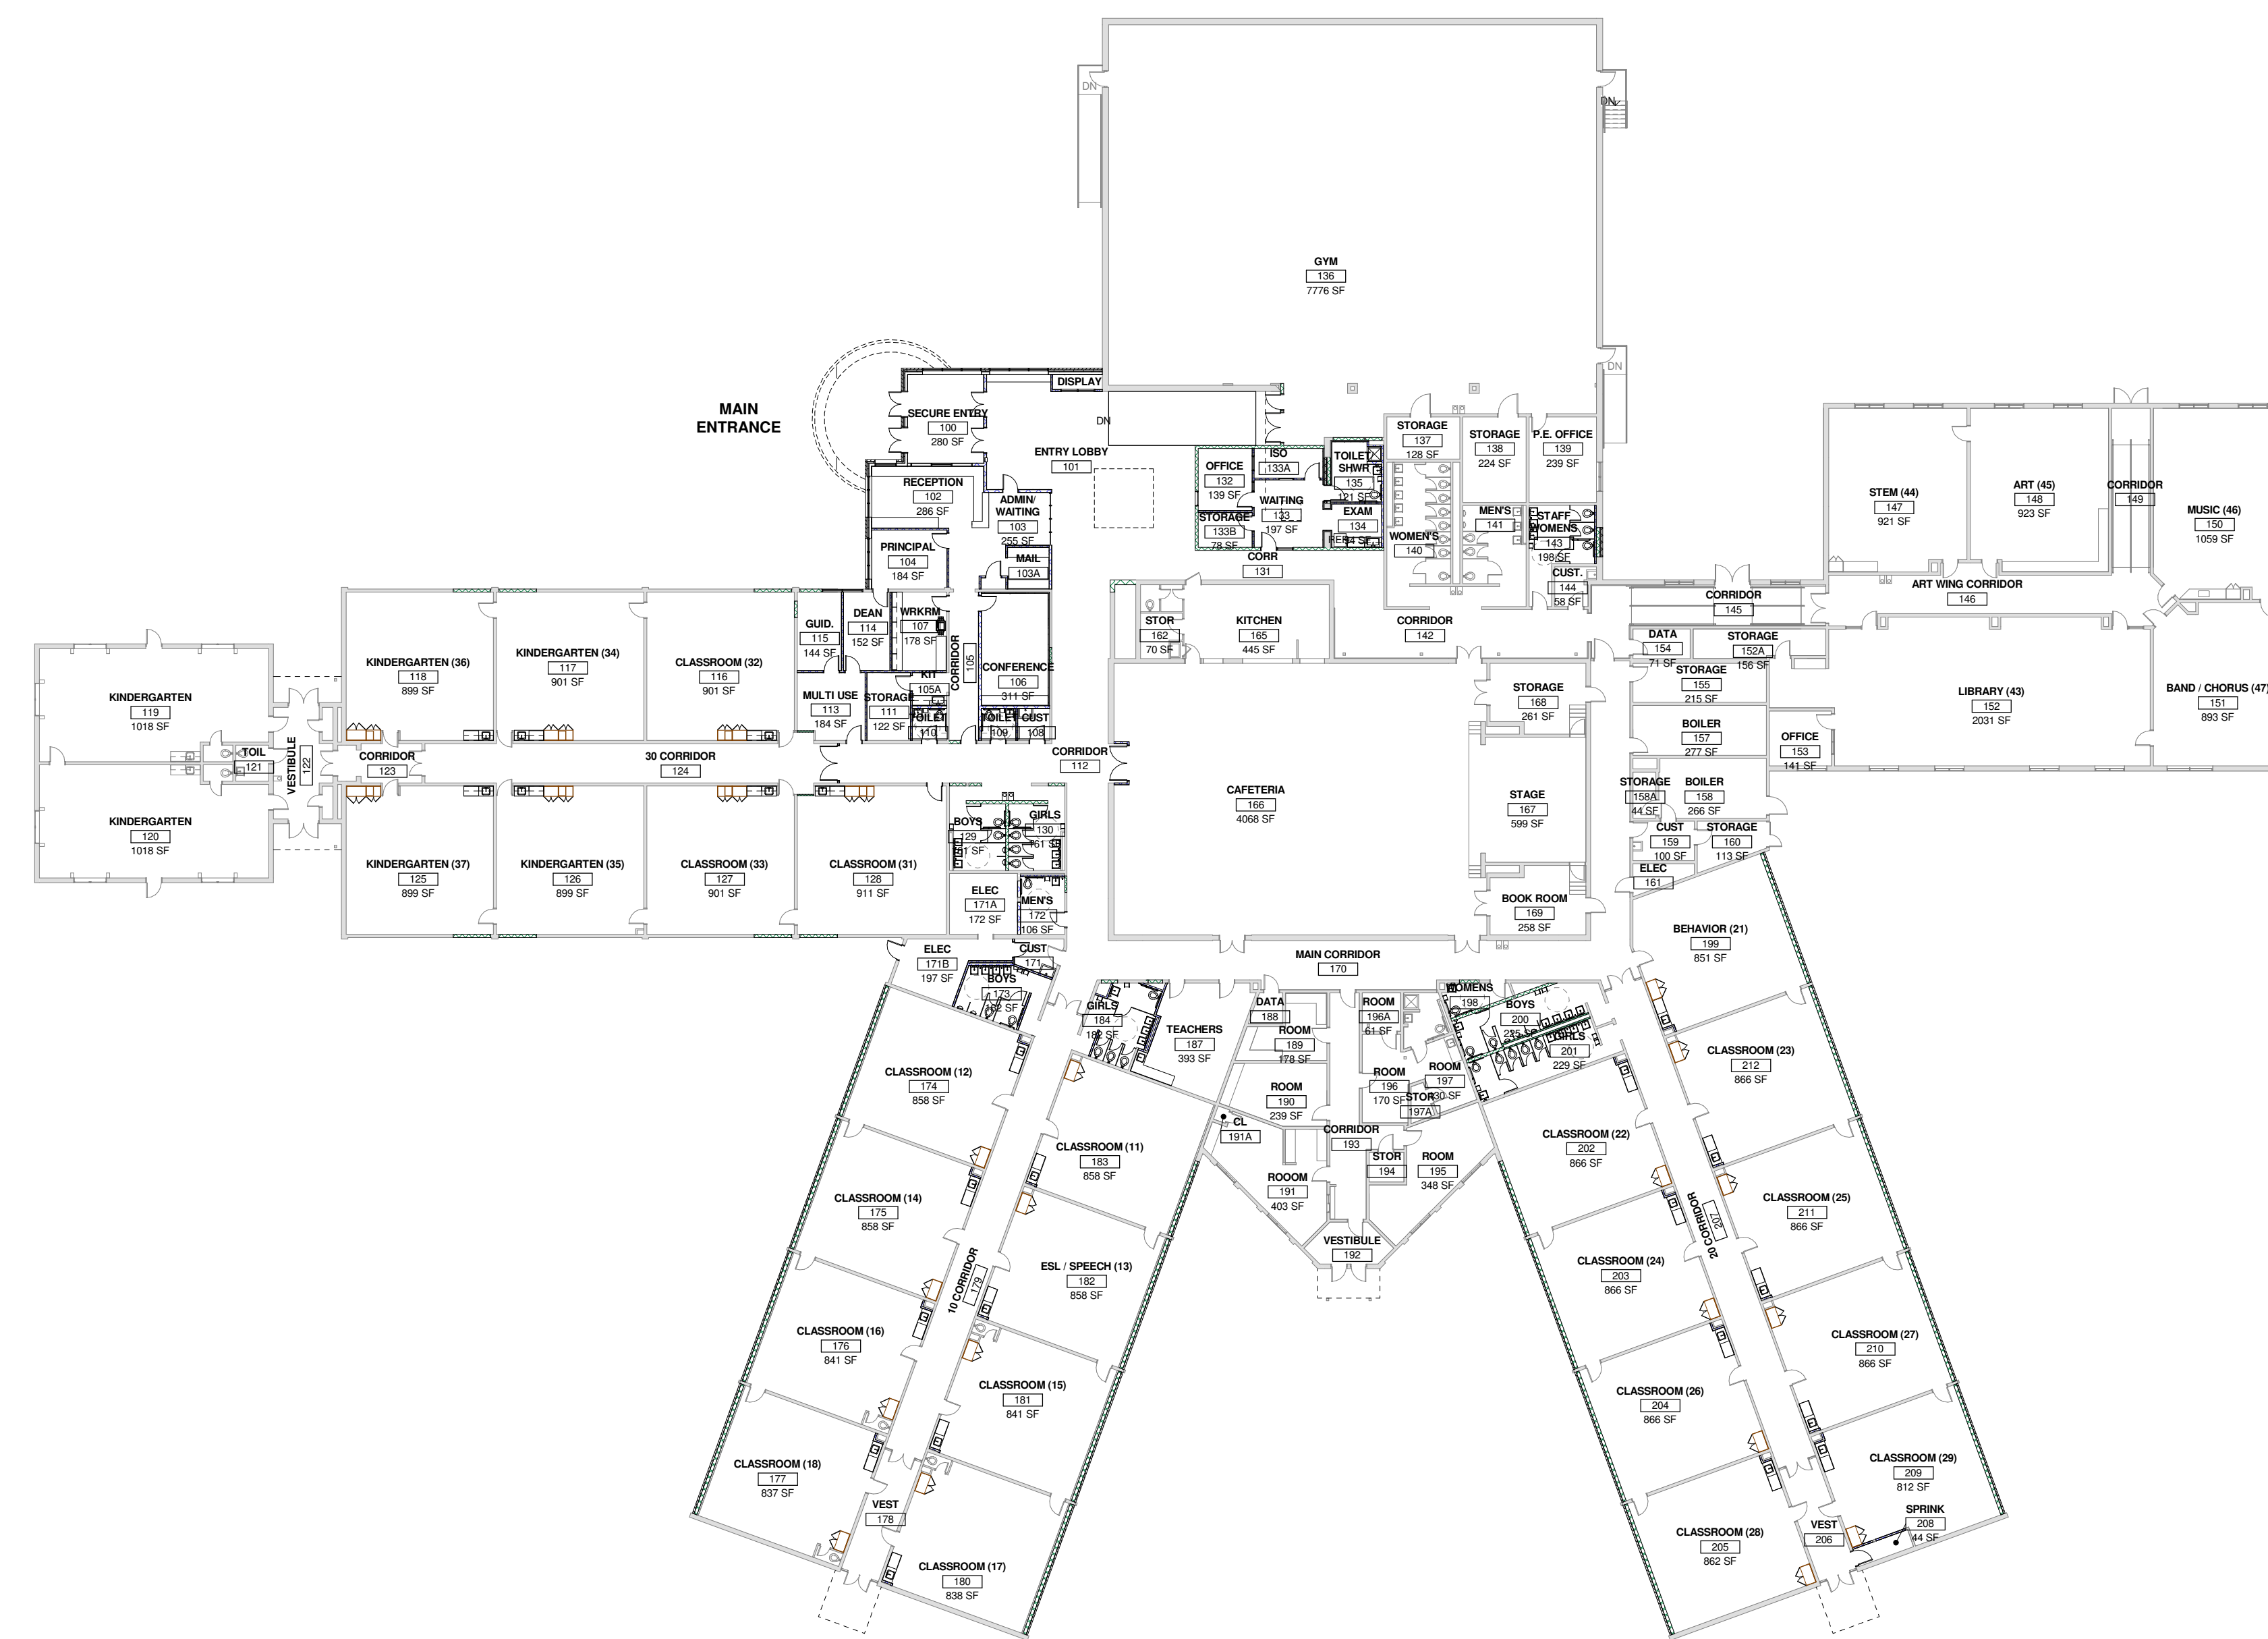 DN
DN
GYM
136
7776 SF
DN
MAIN
ENTRANCE
DISPLAY
SECURE ENTRY
100
280 SF
DN
ENTRY LOBBY
101
RECEPTION
102
286 SF
ADMIN/
WAITING
103
255 SF
PRINCIPAL
104
184 SF
MAIL
103A
OFFICE
132
139 SF
ISO
133A
TOILET
SHWR
135
121 SF
WAITING
133
197 SF
STORAGE
133B
78 SF
EXAM
134
REF
CORR
131
STORAGE
137
128 SF
STORAGE
138
224 SF
P.E. OFFICE
139
239 SF
WOMEN'S
140
MEN'S
141
STAFF
WOMENS
143
198 SF
CUST.
144
58 SF
CORRIDOR
142
CORRIDOR
145
STEM (44)
147
921 SF
ART (45)
148
923 SF
CORRIDOR
149
MUSIC (46)
150
1059 SF
ART WING CORRIDOR
146
BAND / CHORUS (47)
151
893 SF
LIBRARY (43)
152
2031 SF
STORAGE
152A
156 SF
OFFICE
153
141 SF
DATA
154
71 SF
STORAGE
155
215 SF
BOILER
157
277 SF
BOILER
158
266 SF
STORAGE
158A
44 SF
CUST
159
100 SF
STORAGE
160
113 SF
ELEC
161
STOR
162
70 SF
KITCHEN
165
445 SF
CAFETERIA
166
4068 SF
STAGE
167
599 SF
STORAGE
168
261 SF
BOOK ROOM
169
258 SF
KINDERGARTEN
119
1018 SF
KINDERGARTEN
120
1018 SF
TOIL
121
VESTIBULE
122
CORRIDOR
123
30 CORRIDOR
124
KINDERGARTEN (36)
118
899 SF
KINDERGARTEN (34)
117
901 SF
CLASSROOM (32)
116
901 SF
GUID.
115
144 SF
DEAN
114
152 SF
WRKRM
107
178 SF
CORRIDOR
105
CONFERENCE
106
311 SF
KIT
105A
MULTI USE
113
184 SF
STORAGE
111
122 SF
TOILET
110
TOILET
109
CUST
108
CORRIDOR
112
KINDERGARTEN (37)
125
899 SF
KINDERGARTEN (35)
126
899 SF
CLASSROOM (33)
127
901 SF
CLASSROOM (31)
128
911 SF
BOYS
129
GIRLS
130
161 SF
ELEC
171A
172 SF
MEN'S
172
106 SF
ELEC
171B
197 SF
CUST
171
BOYS
173
MAIN CORRIDOR
170
GIRLS
184
182 SF
TEACHERS
187
393 SF
DATA
188
ROOM
189
178 SF
ROOM
190
239 SF
CL
191A
ROOOM
191
403 SF
VESTIBULE
192
CORRIDOR
193
STOR
194
ROOM
195
348 SF
ROOM
196
170 SF
ROOM
196A
61 SF
ROOM
197
STOR
197A
WOMENS
198
BOYS
200
GIRLS
201
229 SF
BEHAVIOR (21)
199
851 SF
CLASSROOM (12)
174
858 SF
CLASSROOM (14)
175
858 SF
CLASSROOM (16)
176
841 SF
CLASSROOM (18)
177
837 SF
VEST
178
10 CORRIDOR
179
CLASSROOM (17)
180
838 SF
CLASSROOM (15)
181
841 SF
ESL / SPEECH (13)
182
858 SF
CLASSROOM (11)
183
858 SF
CLASSROOM (22)
202
866 SF
CLASSROOM (24)
203
866 SF
CLASSROOM (26)
204
866 SF
CLASSROOM (28)
205
862 SF
VEST
206
20 CORRIDOR
207
SPRINK
208
44 SF
CLASSROOM (29)
209
812 SF
CLASSROOM (27)
210
866 SF
CLASSROOM (25)
211
866 SF
CLASSROOM (23)
212
866 SF